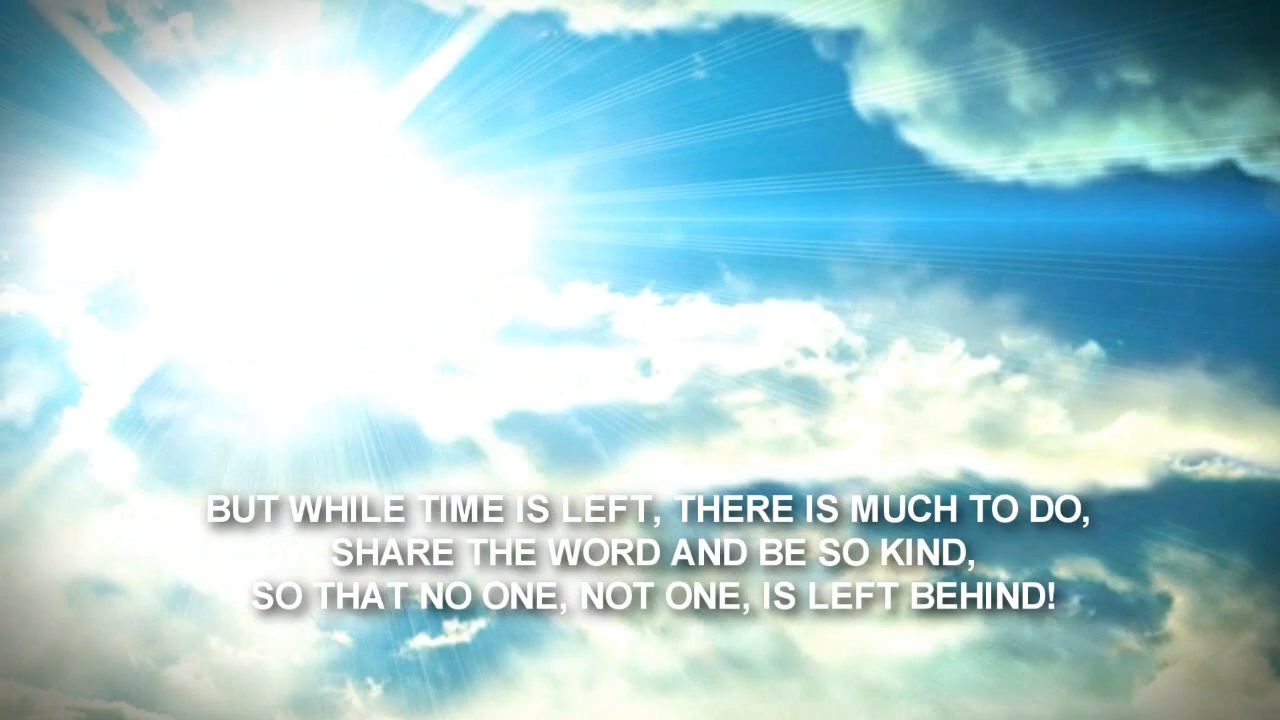 BUT WHILE TIME IS LEFT, THERE IS MUCH TO DO,
SHARE THE WORD AND BE SO KIND,
SO THAT NO ONE, NOT ONE, IS LEFT BEHIND!